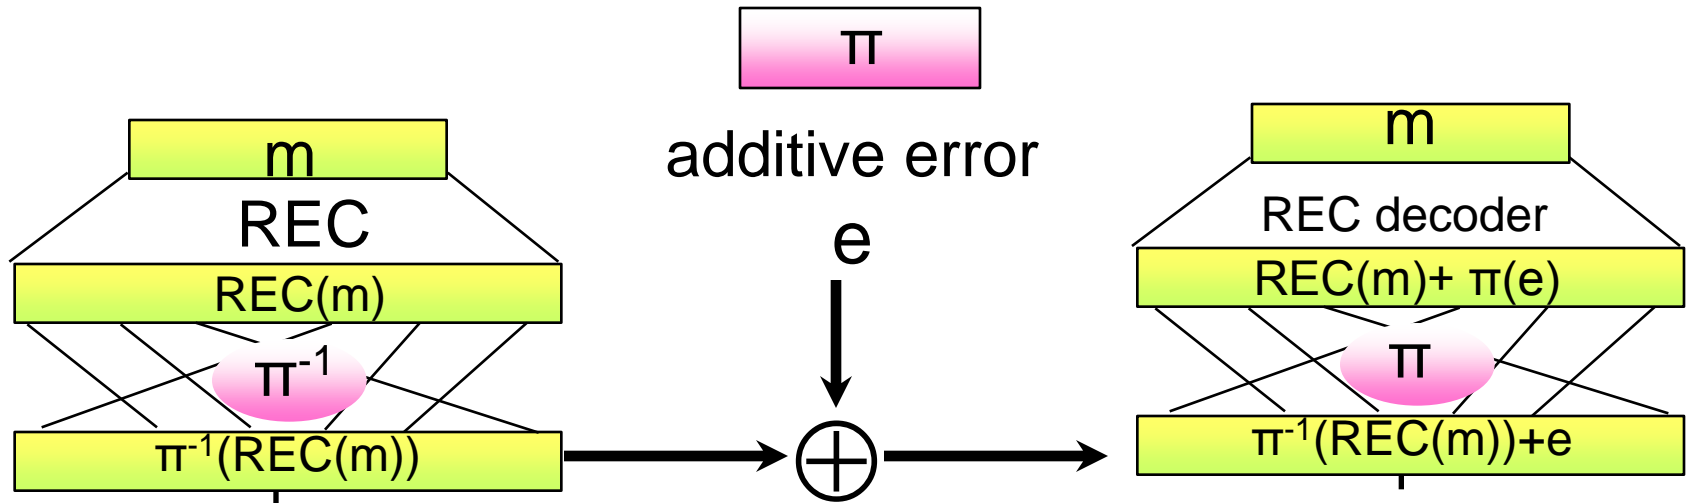 π
additive error
e
m
REC
REC(m)
π⁻¹
π⁻¹(REC(m))
m
REC decoder
REC(m)+ π(e)
π
π⁻¹(REC(m))+e